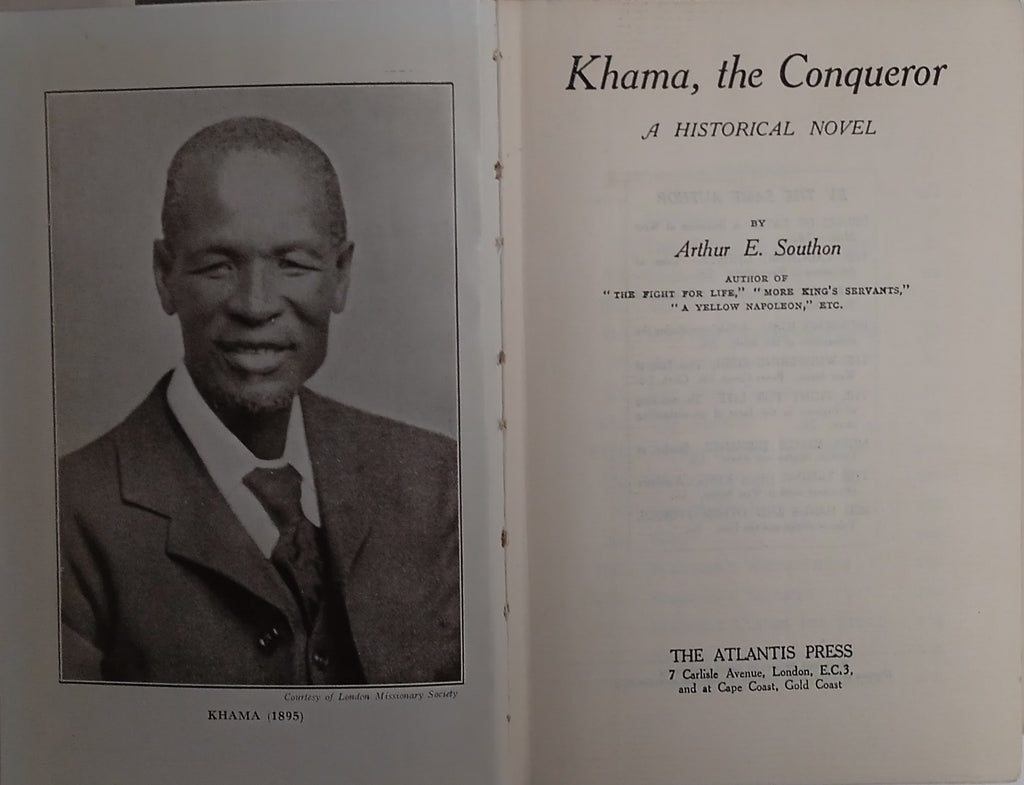 Courtesy of London Missionary Society
KHAMA (1895)
Khama, the Conqueror
A HISTORICAL NOVEL
BY
Arthur E. Southon
AUTHOR OF
"THE FIGHT FOR LIFE," "MORE KING'S SERVANTS,"
"A YELLOW NAPOLEON," ETC.
THE ATLANTIS PRESS
7 Carlisle Avenue, London, E.C.3,
and at Cape Coast, Gold Coast